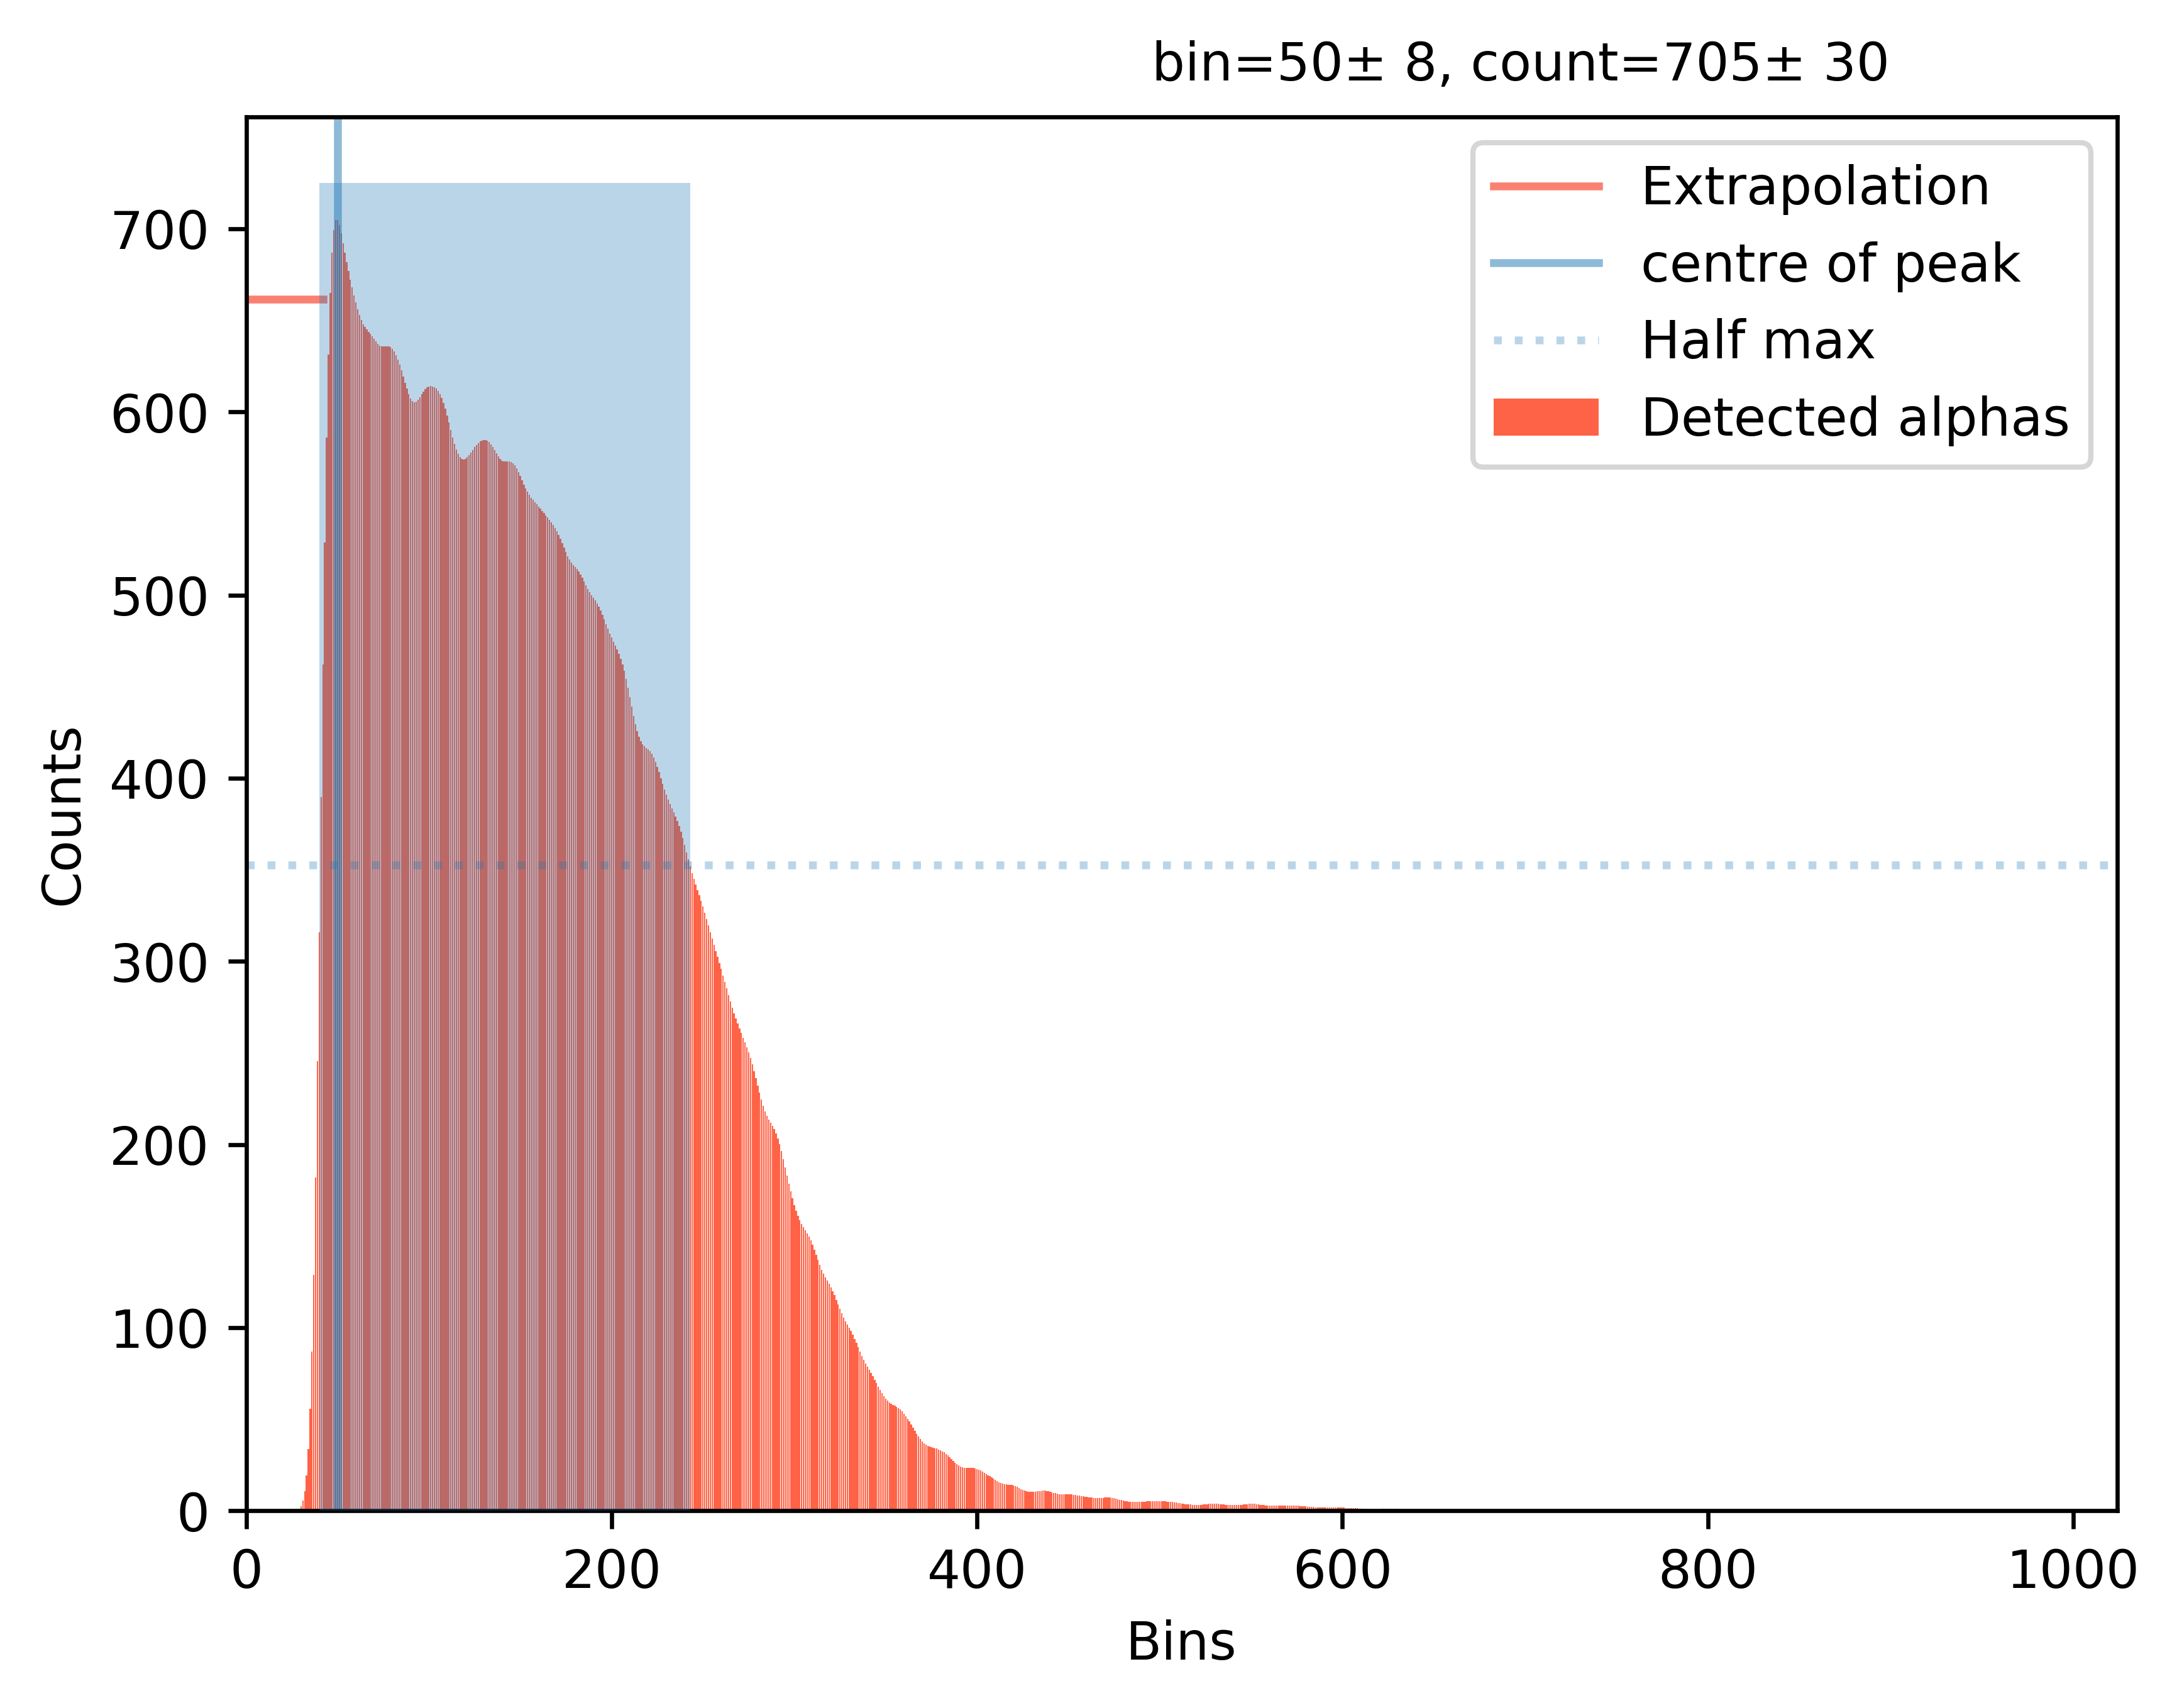 bin=50± 8, count=705± 30
Extrapolation
centre of peak
Half max
Detected alphas
700
600
500
400
300
200
100
0
Counts
0 200 400 600 800 1000
Bins